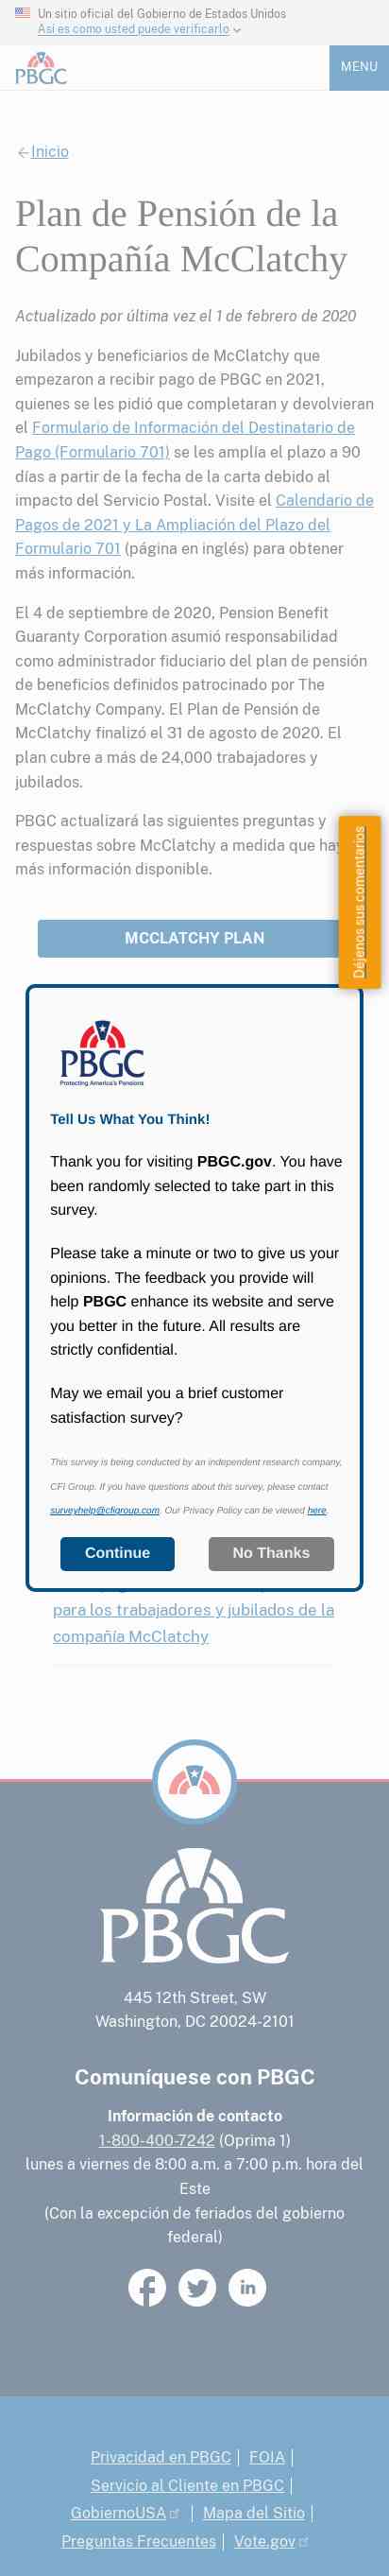 Un sitio oficial del Gobierno de Estados Unidos
Así es como usted puede verificarlo
PBGC
MENU
Inicio
Plan de Pensión de la
Compañía McClatchy
Actualizado por última vez el 1 de febrero de 2020
Jubilados y beneficiarios de McClatchy que
empezaron a recibir pago de PBGC en 2021,
quienes se les pidió que completaran y devolvieran
el Formulario de Información del Destinatario de
Pago (Formulario 701) se les amplía el plazo a 90
días a partir de la fecha de la carta debido al
impacto del Servicio Postal. Visite el Calendario de
Pagos de 2021 y La Ampliación del Plazo del
Formulario 701 (página en inglés) para obtener
más información.
El 4 de septiembre de 2020, Pension Benefit
Guaranty Corporation asumió responsabilidad
como administrador fiduciario del plan de pensión
de beneficios definidos patrocinado por The
McClatchy Company. El Plan de Pensión de
McClatchy finalizó el 31 de agosto de 2020. El
plan cubre a más de 24,000 trabajadores y
jubilados.
PBGC actualizará las siguientes preguntas y
respuestas sobre McClatchy a medida que hay
más información disponible.
Déjenos sus comentarios
MCCLATCHY PLAN
PBGC
Protecting America's Pensions
Tell Us What You Think!
Thank you for visiting PBGC.gov. You have
been randomly selected to take part in this
survey.
Please take a minute or two to give us your
opinions. The feedback you provide will
help PBGC enhance its website and serve
you better in the future. All results are
strictly confidential.
May we email you a brief customer
satisfaction survey?
This survey is being conducted by an independent research company,
CFI Group. If you have questions about this survey, please contact
surveyhelp@cfigroup.com. Our Privacy Policy can be viewed here.
Continue
No Thanks
para los trabajadores y jubilados de la
compañía McClatchy
PBGC
445 12th Street, SW
Washington, DC 20024-2101
Comuníquese con PBGC
Información de contacto
1-800-400-7242 (Oprima 1)
lunes a viernes de 8:00 a.m. a 7:00 p.m. hora del
Este
(Con la excepción de feriados del gobierno
federal)
Privacidad en PBGC | FOIA |
Servicio al Cliente en PBGC |
GobiernoUSA | Mapa del Sitio |
Preguntas Frecuentes | Vote.gov